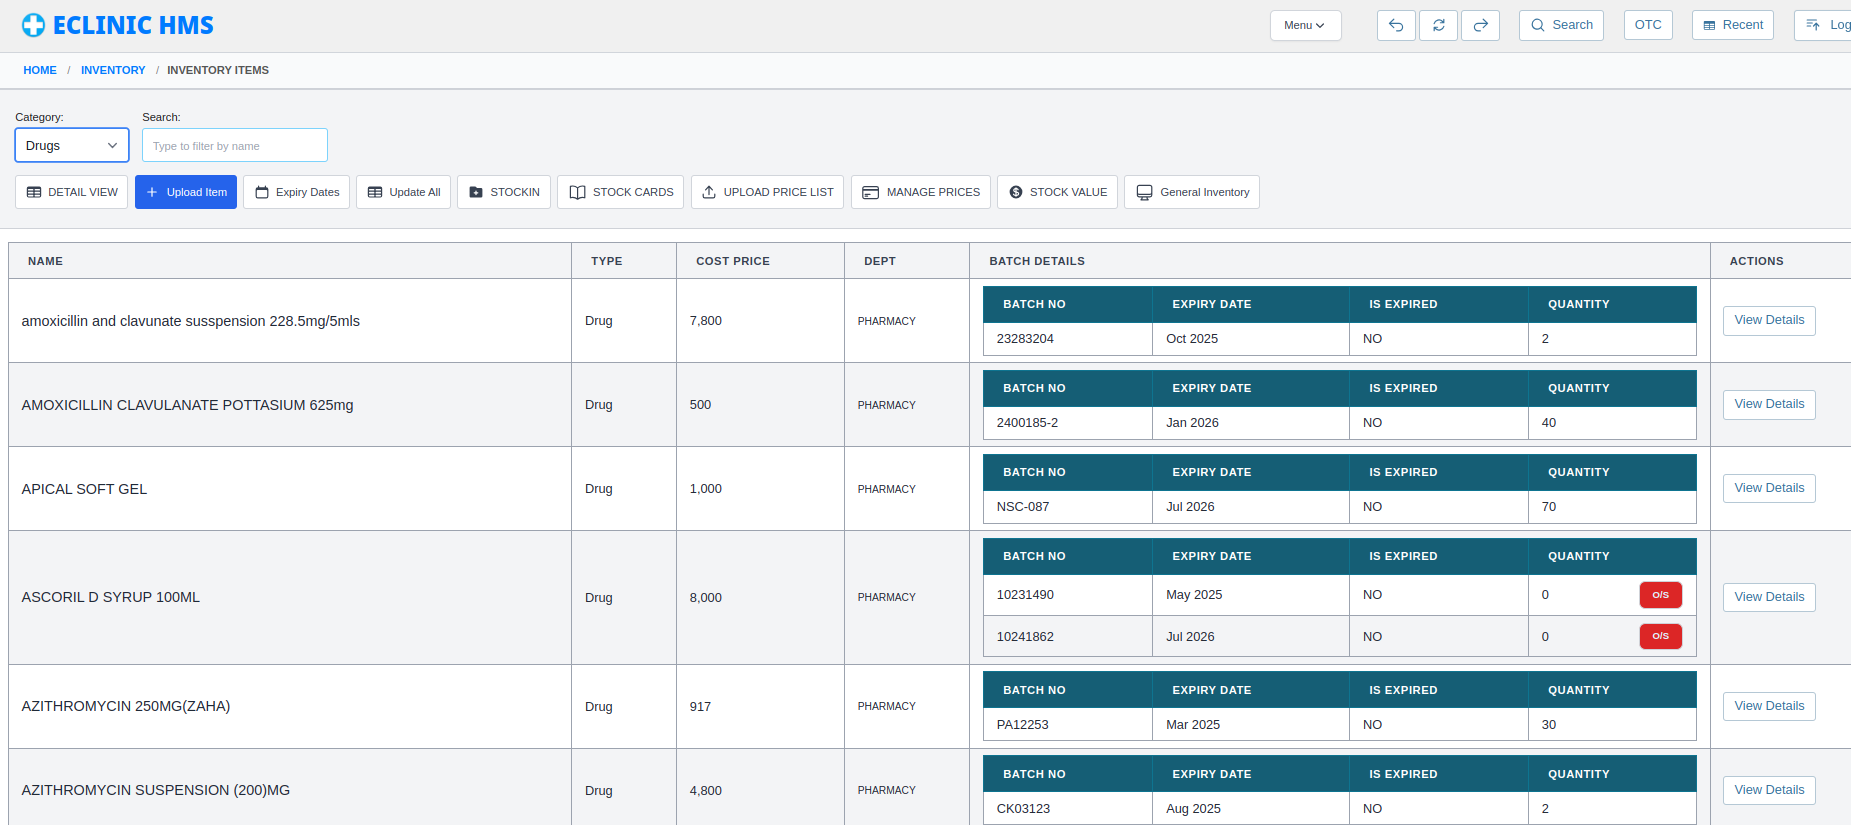 ECLINIC HMS
Menu
Search
OTC
Recent
Log
HOME / INVENTORY / INVENTORY ITEMS
Category: Search:
Drugs Type to filter by name
DETAIL VIEW Upload Item Expiry Dates Update All STOCKIN STOCK CARDS UPLOAD PRICE LIST MANAGE PRICES STOCK VALUE General Inventory
NAME TYPE COST PRICE DEPT BATCH DETAILS ACTIONS
BATCH NO EXPIRY DATE IS EXPIRED QUANTITY
amoxicillin and clavunate susspension 228.5mg/5mls Drug 7,800 PHARMACY View Details
23283204 Oct 2025 NO 2
BATCH NO EXPIRY DATE IS EXPIRED QUANTITY
AMOXICILLIN CLAVULANATE POTTASIUM 625mg Drug 500 PHARMACY View Details
2400185-2 Jan 2026 NO 40
BATCH NO EXPIRY DATE IS EXPIRED QUANTITY
APICAL SOFT GEL Drug 1,000 PHARMACY View Details
NSC-087 Jul 2026 NO 70
BATCH NO EXPIRY DATE IS EXPIRED QUANTITY
10231490 May 2025 NO 0 O/S
ASCORIL D SYRUP 100ML Drug 8,000 PHARMACY View Details
10241862 Jul 2026 NO 0 O/S
BATCH NO EXPIRY DATE IS EXPIRED QUANTITY
AZITHROMYCIN 250MG(ZAHA) Drug 917 PHARMACY View Details
PA12253 Mar 2025 NO 30
BATCH NO EXPIRY DATE IS EXPIRED QUANTITY
AZITHROMYCIN SUSPENSION (200)MG Drug 4,800 PHARMACY View Details
CK03123 Aug 2025 NO 2